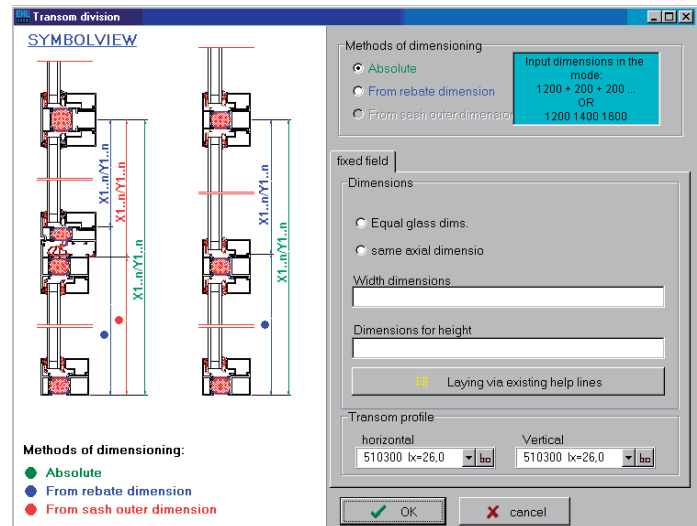 EHL
Transom division
SYMBOLVIEW
X1..n/Y1..n
X1..n/Y1..n
X1..n/Y1..n
X1..n/Y1..n
X1..n/Y1..n
Methods of dimensioning:
Absolute
From rebate dimension
From sash outer dimension
Methods of dimensioning
Absolute
From rebate dimension
From sash outer dimension
Input dimensions in the
mode:
1200 + 200 + 200 ...
OR
1200 1400 1600
fixed field
Dimensions
Equal glass dims.
same axial dimensio
Width dimensions
Dimensions for height
Laying via existing help lines
Transom profile
horizontal
510300 lx=26,0
Vertical
510300 lx=26,0
OK
cancel